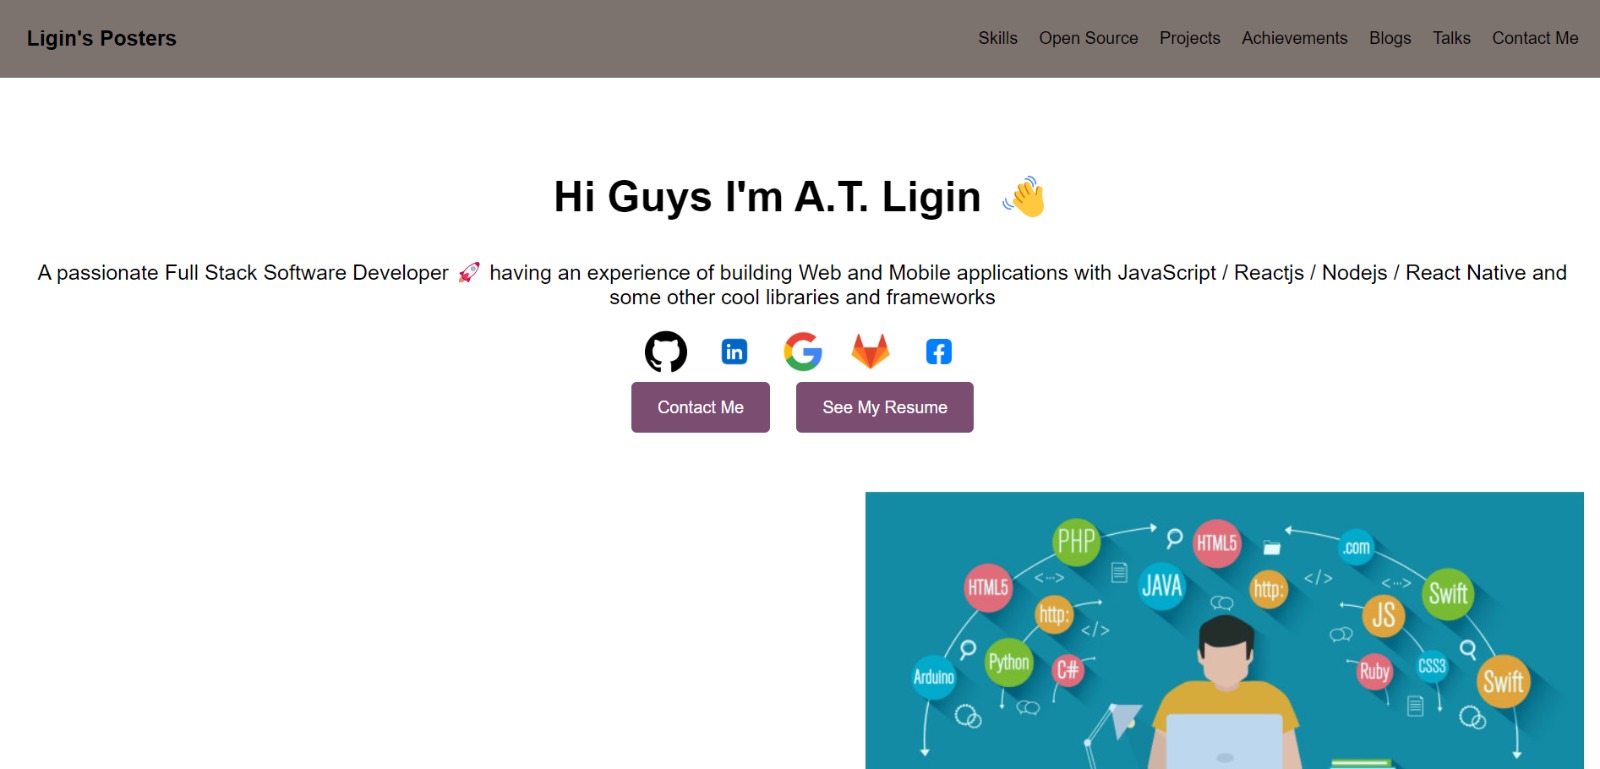 Ligin's Posters
Skills Open Source Projects Achievements Blogs Talks Contact Me
Hi Guys I'm A.T. Ligin 👋
A passionate Full Stack Software Developer 🚀 having an experience of building Web and Mobile applications with JavaScript / Reactjs / Nodejs / React Native and
some other cool libraries and frameworks
in
Contact Me See My Resume
PHP
HTML5
.com
HTML5
JAVA
http:
Swift
http:
JS
</>
</>
Python
C#
Ruby
CSS3
Arduino
Swift
<···>
<···>